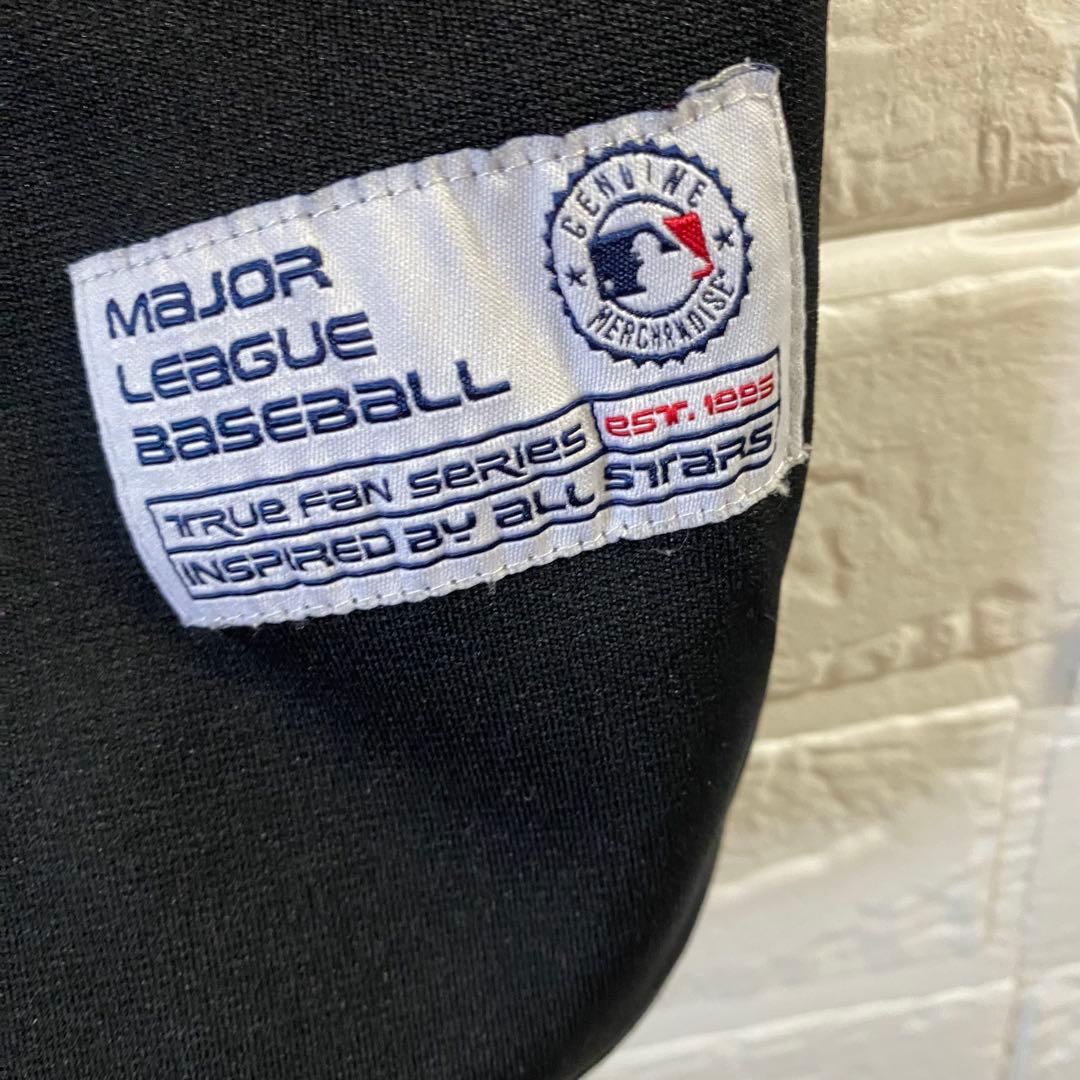 MAJOR
LEAGUE
BASEBALL
GENUINE
MERCHANDISE
TRUE FAN SERIES
EST. 1995
INSPIRED BY ALL STARS